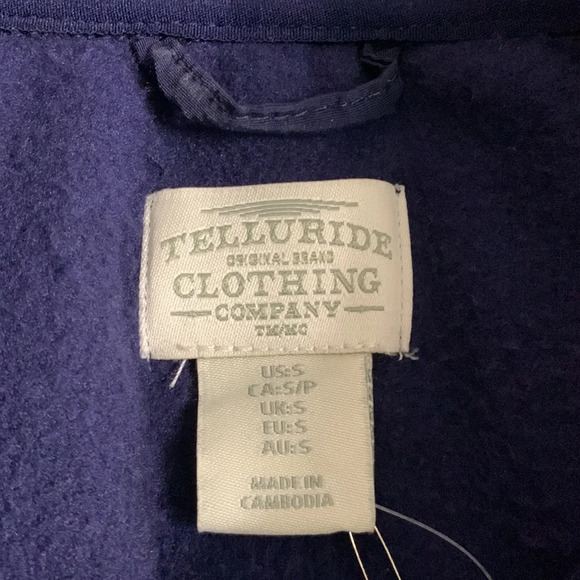 TELLURIDE
ORIGINAL BRAND
CLOTHING
COMPANY
TM/MC
US:S
CA:S/P
UK:S
EU:S
AU:S
MADE IN
CAMBODIA